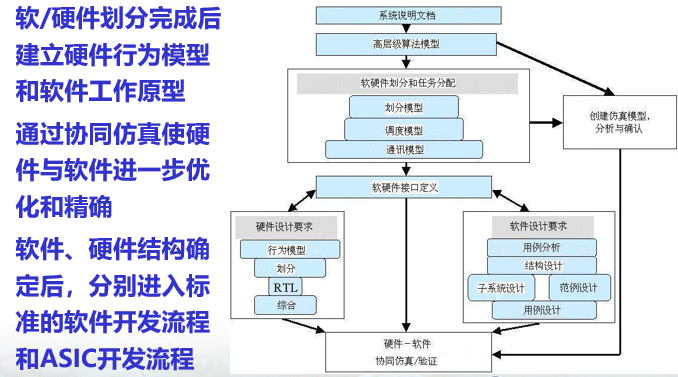 软/硬件划分完成后
建立硬件行为模型
和软件工作原型
通过协同仿真使硬
件与软件进一步优
化和精确
软件、硬件结构确
定后，分别进入标
准的软件开发流程
和ASIC开发流程
系统说明文档
高层级算法模型
软硬件划分和任务分配
划分模型
调度模型
通讯模型
创建仿真模型，
分析与确认
软硬件接口定义
硬件设计要求
行为模型
划分
RTL
综合
软件设计要求
用例分析
结构设计
子系统设计
范例设计
用例设计
硬件－软件
协同仿真/验证